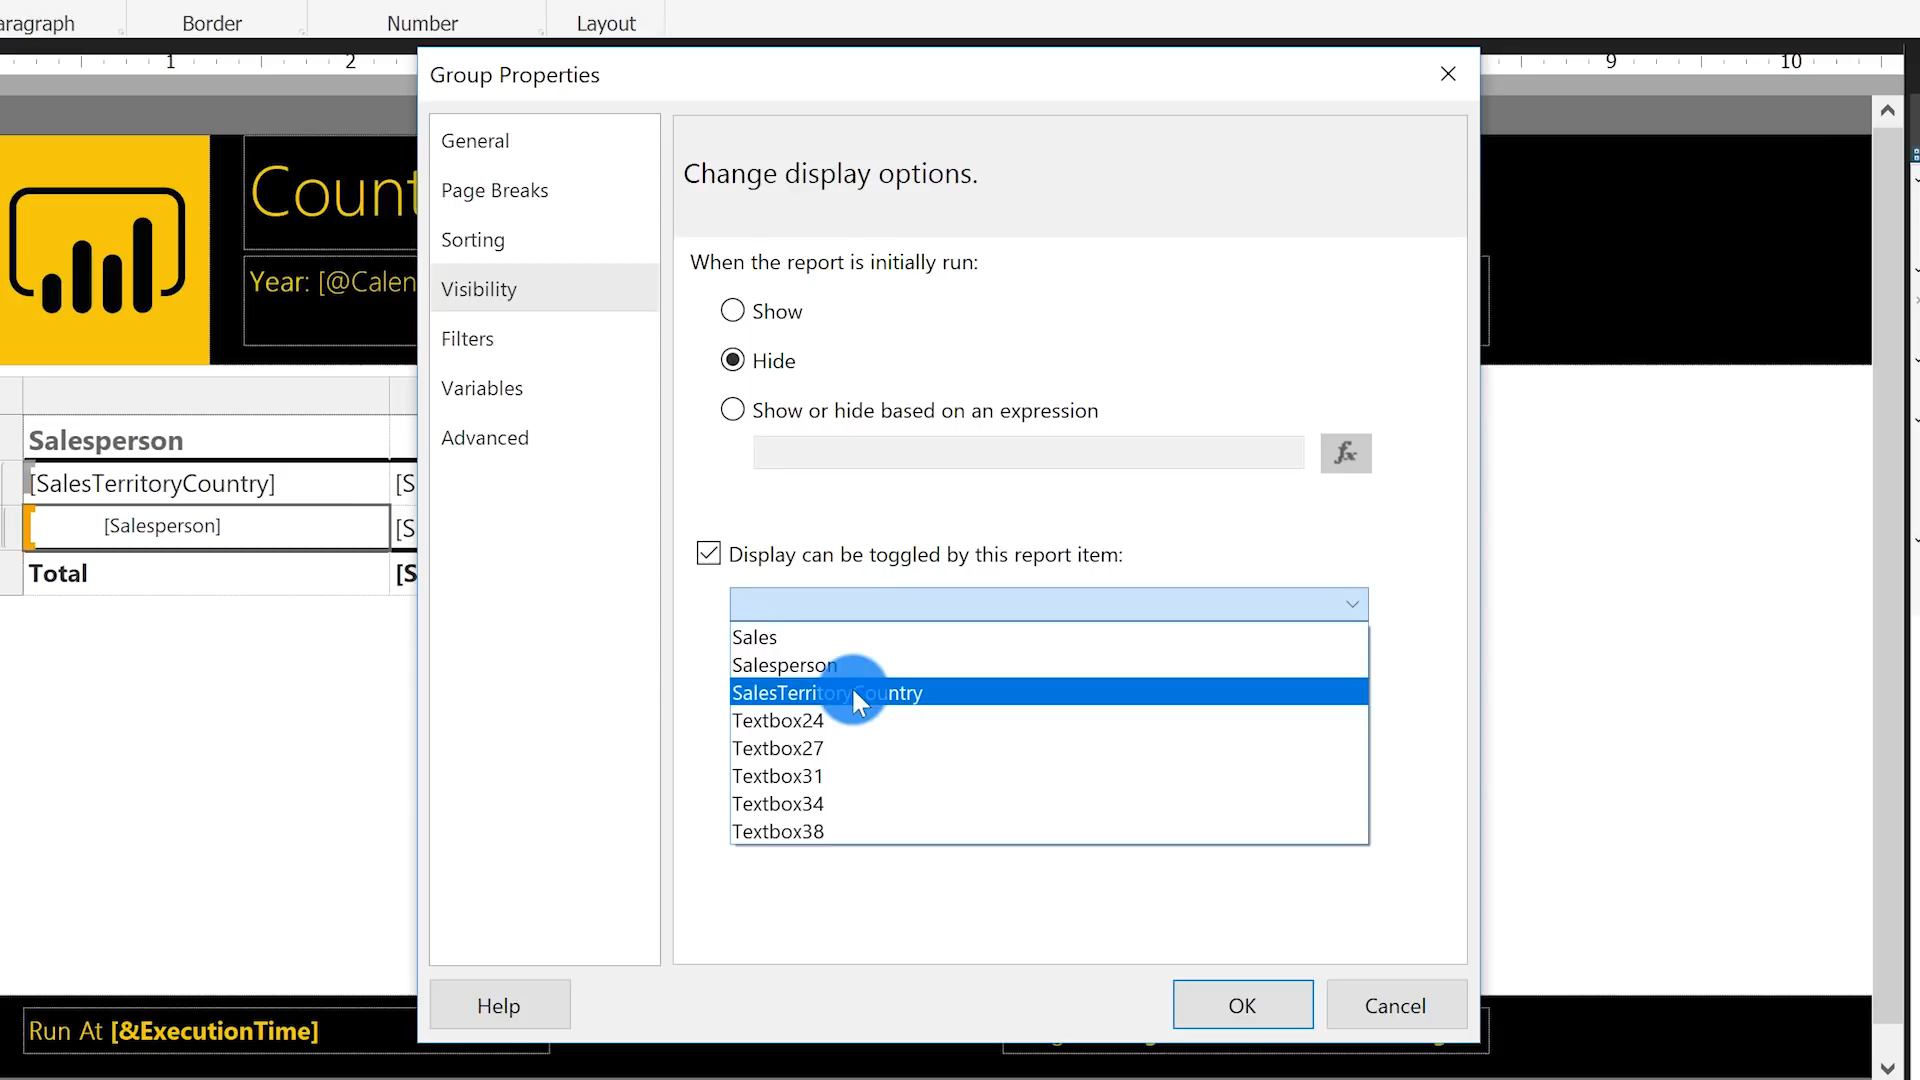 Border
Number
Layout
1
2
9
10
Group Properties
General
Page Breaks
Sorting
Visibility
Filters
Variables
Advanced
Change display options.
When the report is initially run:
Show
Hide
Show or hide based on an expression
fx
Display can be toggled by this report item:
Sales
Salesperson
SalesTerritoryCountry
Textbox24
Textbox27
Textbox31
Textbox34
Textbox38
Help
OK
Cancel
Count
Year: [@Calen
Salesperson
[SalesTerritoryCountry]
[S
[Salesperson]
[S
Total
[S
Run At [&ExecutionTime]